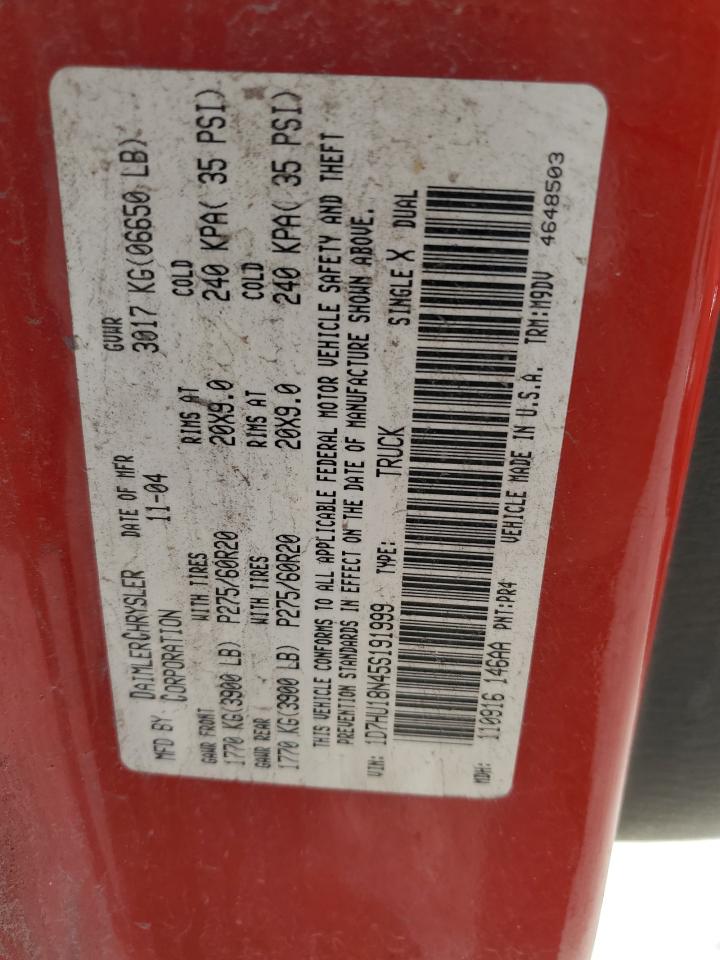 MFD BY DAIMLERCHRYSLER CORPORATION DATE OF MFR 11-04 GVWR 3017 KG(06650 LB)
GAWR FRONT WITH TIRES RIMS AT COLD
1770 KG(3900 LB) P275/60R20 20X9.0 240 KPA( 35 PSI)
GAWR REAR WITH TIRES RIMS AT COLD
1770 KG(3900 LB) P275/60R20 20X9.0 240 KPA( 35 PSI)
THIS VEHICLE CONFORMS TO ALL APPLICABLE FEDERAL MOTOR VEHICLE SAFETY AND THEFT
PREVENTION STANDARDS IN EFFECT ON THE DATE OF MANUFACTURE SHOWN ABOVE.
VIN: 1D7HU18N45S191999 TYPE: TRUCK SINGLE X DUAL
MDH: 110916 146AA PNT:PR4 VEHICLE MADE IN U.S.A. TRM:M9DV 4648503